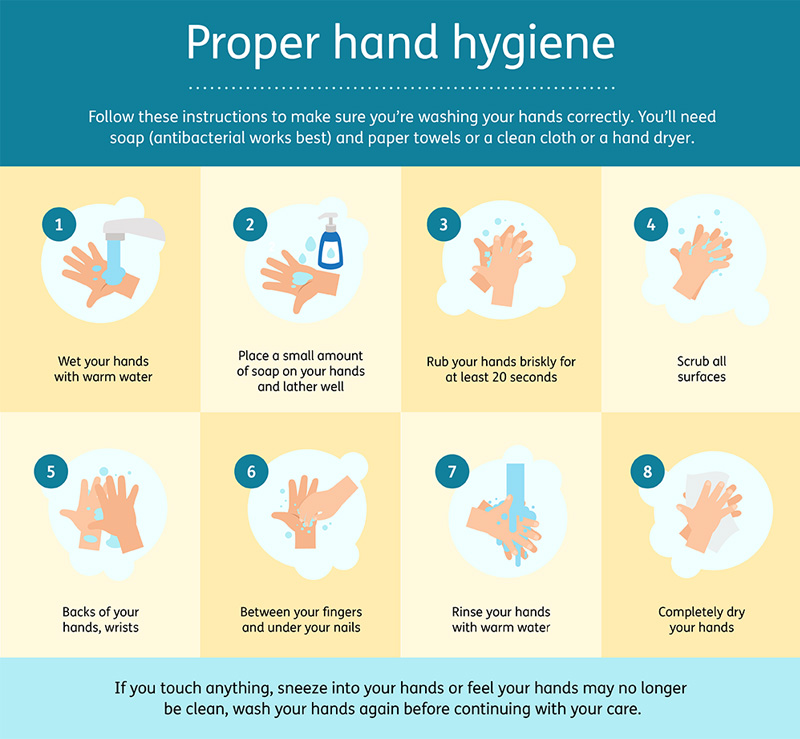 Proper hand hygiene
Follow these instructions to make sure you’re washing your hands correctly. You’ll need
soap (antibacterial works best) and paper towels or a clean cloth or a hand dryer.
1
Wet your hands
with warm water
2
Place a small amount
of soap on your hands
and lather well
3
Rub your hands briskly for
at least 20 seconds
4
Scrub all
surfaces
5
Backs of your
hands, wrists
6
Between your fingers
and under your nails
7
Rinse your hands
with warm water
8
Completely dry
your hands
If you touch anything, sneeze into your hands or feel your hands may no longer
be clean, wash your hands again before continuing with your care.